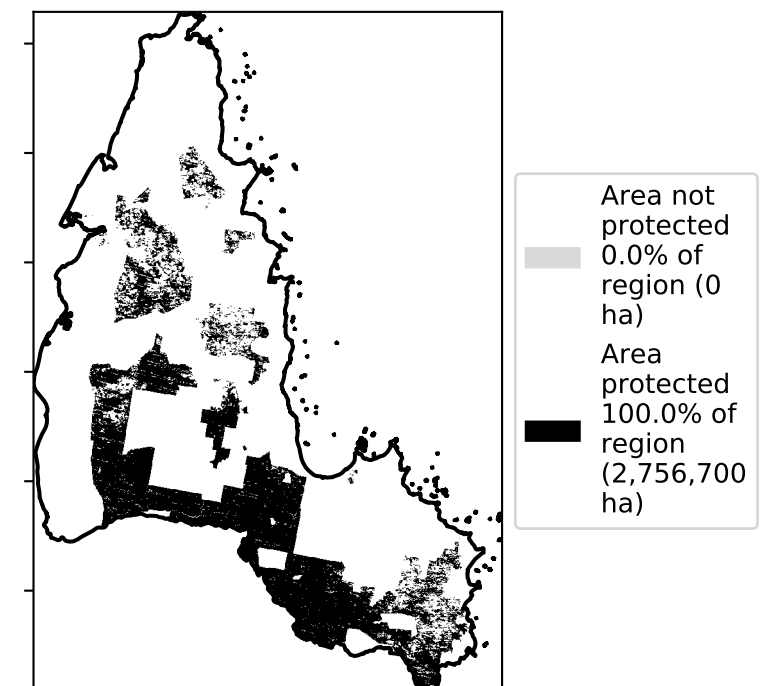 Area not
protected
0.0% of
region (0
ha)
Area
protected
100.0% of
region
(2,756,700
ha)